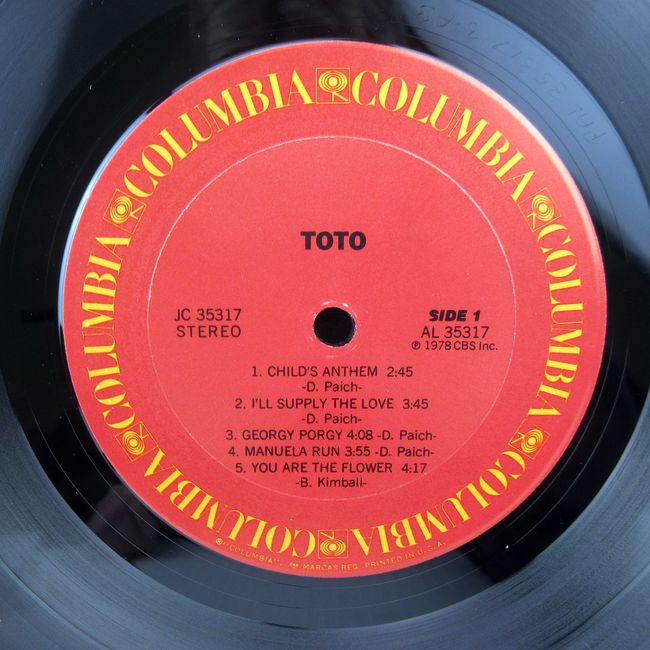 COLUMBIA COLUMBIA COLUMBIA COLUMBIA COLUMBIA COLUMBIA
TOTO
JC 35317
STEREO
SIDE 1
AL 35317
℗ 1978 CBS Inc.
1. CHILD'S ANTHEM 2:45
-D. Paich-
2. I'LL SUPPLY THE LOVE 3:45
-D. Paich-
3. GEORGY PORGY 4:08 -D. Paich-
4. MANUELA RUN 3:55 -D. Paich-
5. YOU ARE THE FLOWER 4:17
-B. Kimball-
MARCAS REG. PRINTED IN U.S.A.